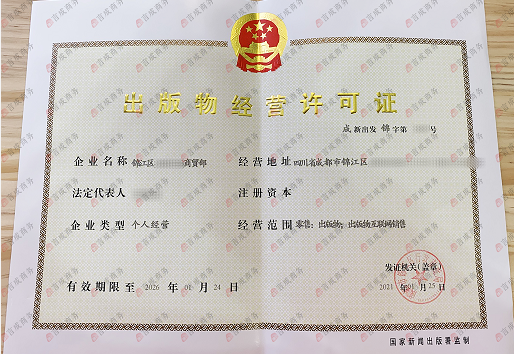 出版物经营许可证
成新出发 锦 字第 号
企业名称 锦江区 商贸部
经营地址 四川省成都市锦江区
法定代表人
注册资本
企业类型 个人经营
经营范围 零售：出版物；出版物互联网销售
发证机关(盖章)
有效期限至 2026 年 01 月 24 日
2021 年 01 月 25 日
国家新闻出版署监制
百成商务